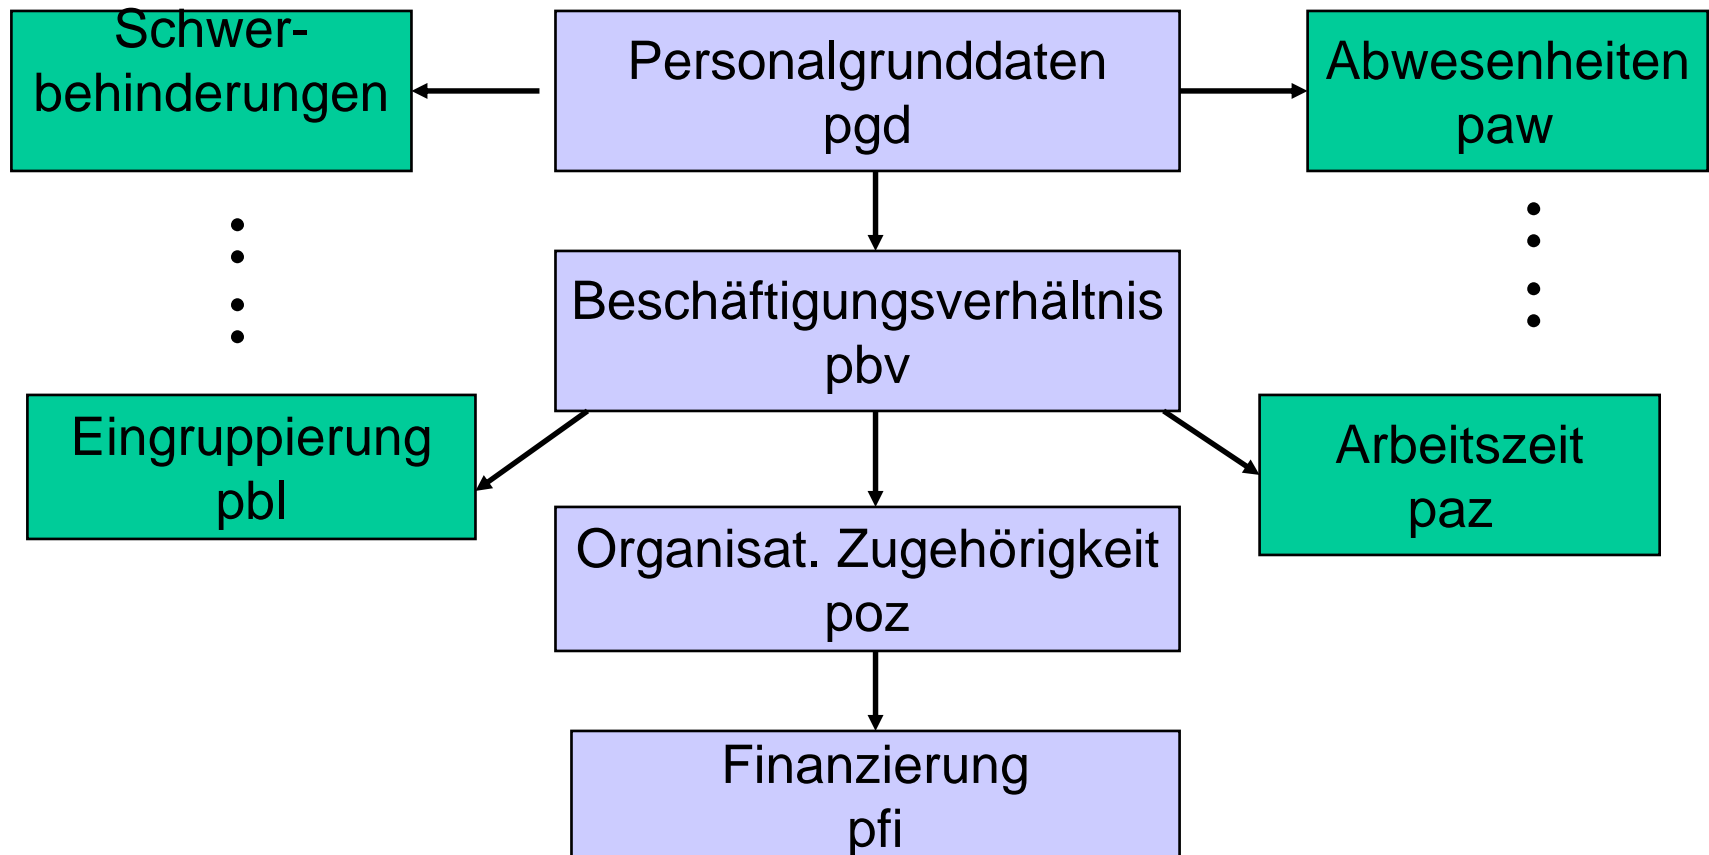 Schwer-
behinderungen
Personalgrunddaten
pgd
Abwesenheiten
paw
Beschäftigungsverhältnis
pbv
Eingruppierung
pbl
Arbeitszeit
paz
Organisat. Zugehörigkeit
poz
Finanzierung
pfi